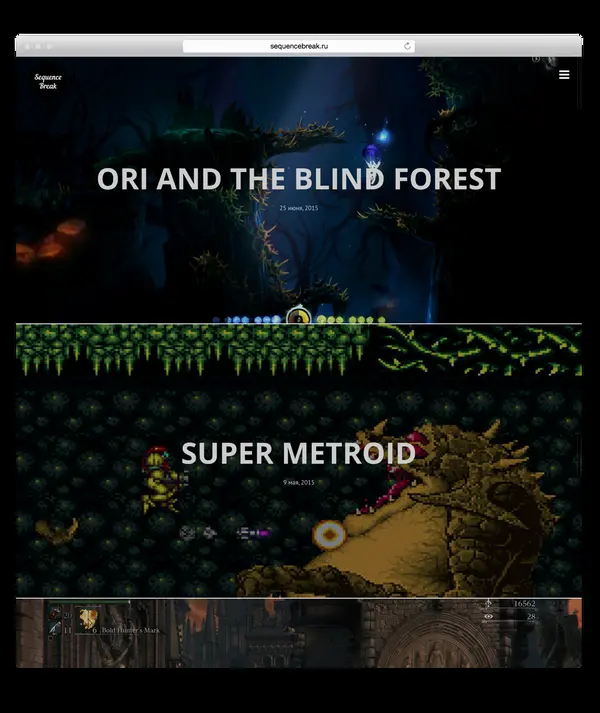 sequencebreak.ru
Sequence
Break
ORI AND THE BLIND FOREST
25 июня, 2015
SUPER METROID
9 мая, 2015
20
11
6
Bold Hunter's Mark
16562
28